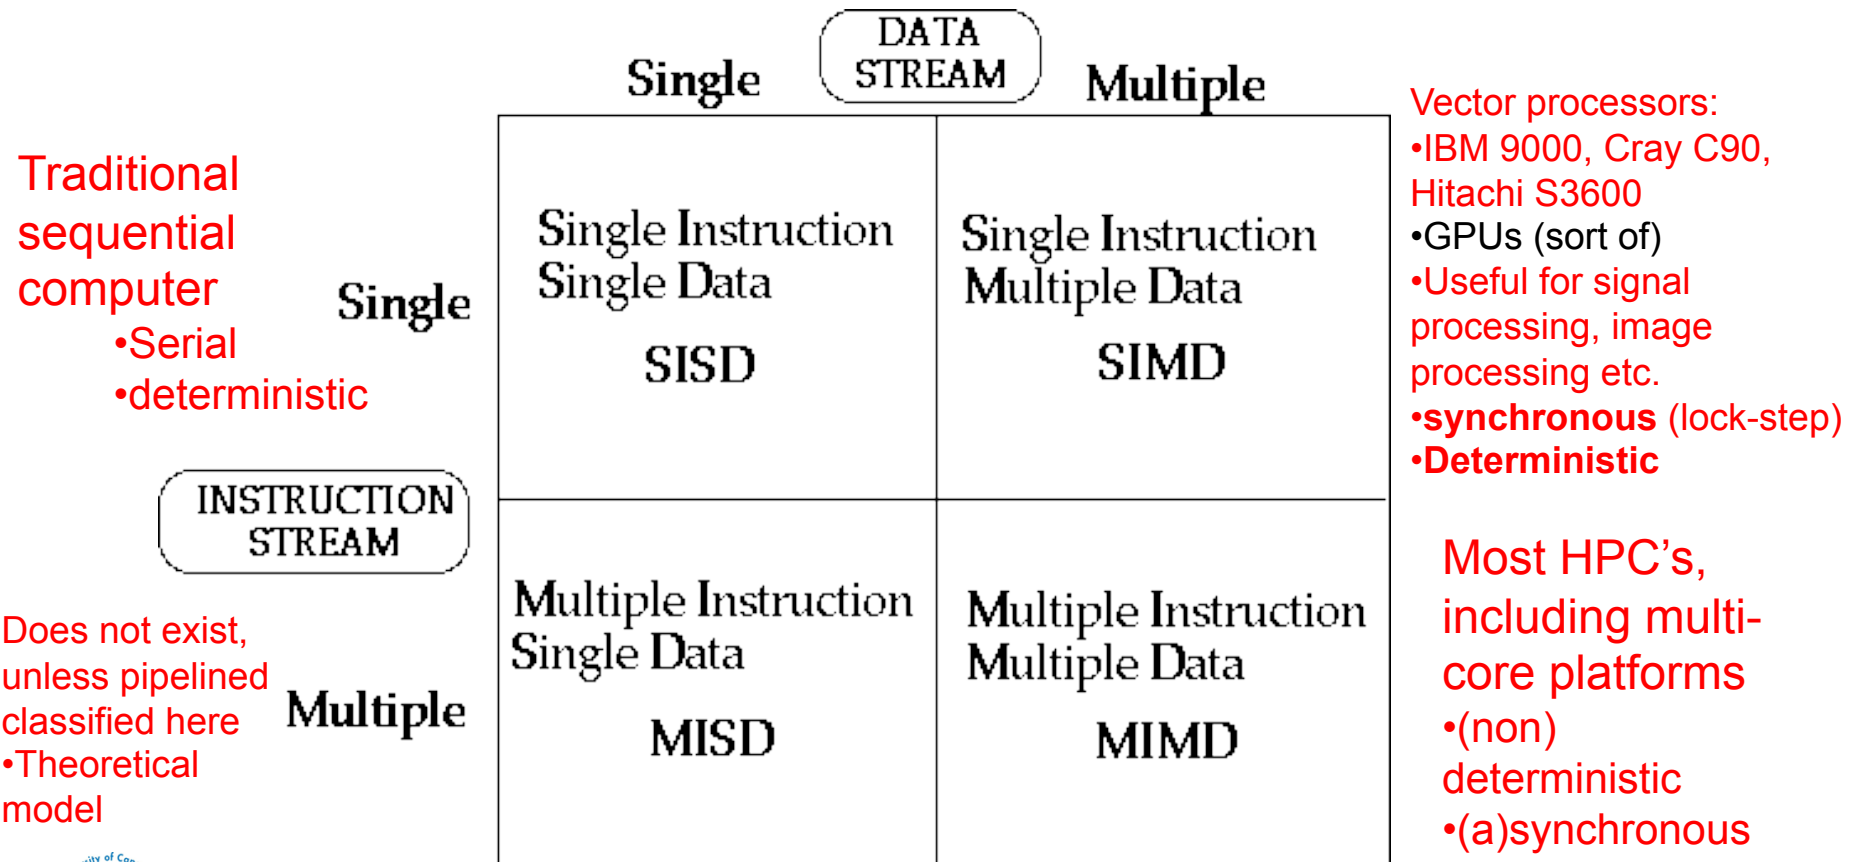 DATA
STREAM
Single
Multiple
Traditional
sequential
computer
•Serial
•deterministic
Single
Single Instruction
Single Data
SISD
Single Instruction
Multiple Data
SIMD
Vector processors:
•IBM 9000, Cray C90,
Hitachi S3600
•GPUs (sort of)
•Useful for signal
processing, image
processing etc.
•synchronous (lock-step)
•Deterministic
INSTRUCTION
STREAM
Does not exist,
unless pipelined
classified here
•Theoretical
model
Multiple
Multiple Instruction
Single Data
MISD
Multiple Instruction
Multiple Data
MIMD
Most HPC’s,
including multi-
core platforms
•(non)
deterministic
•(a)synchronous